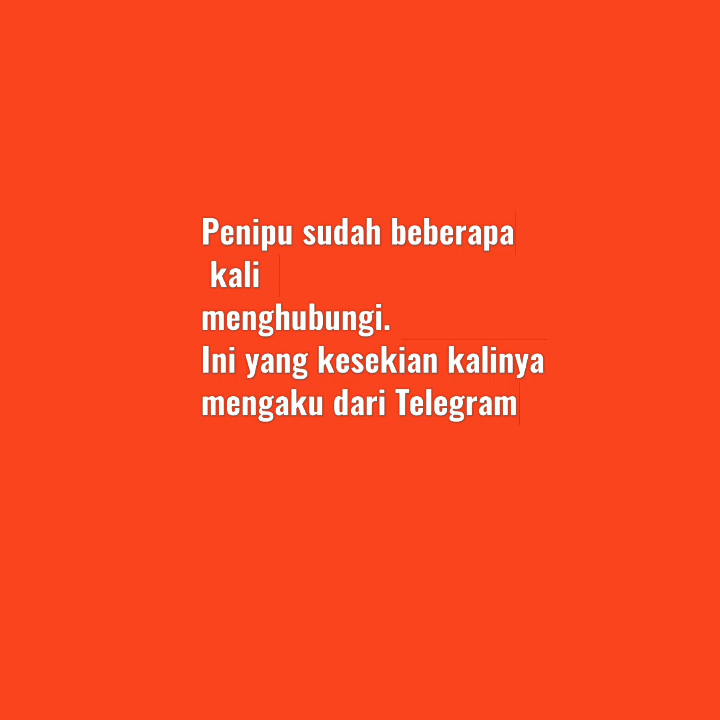 Penipu sudah beberapa
kali
menghubungi.
Ini yang kesekian kalinya
mengaku dari Telegram